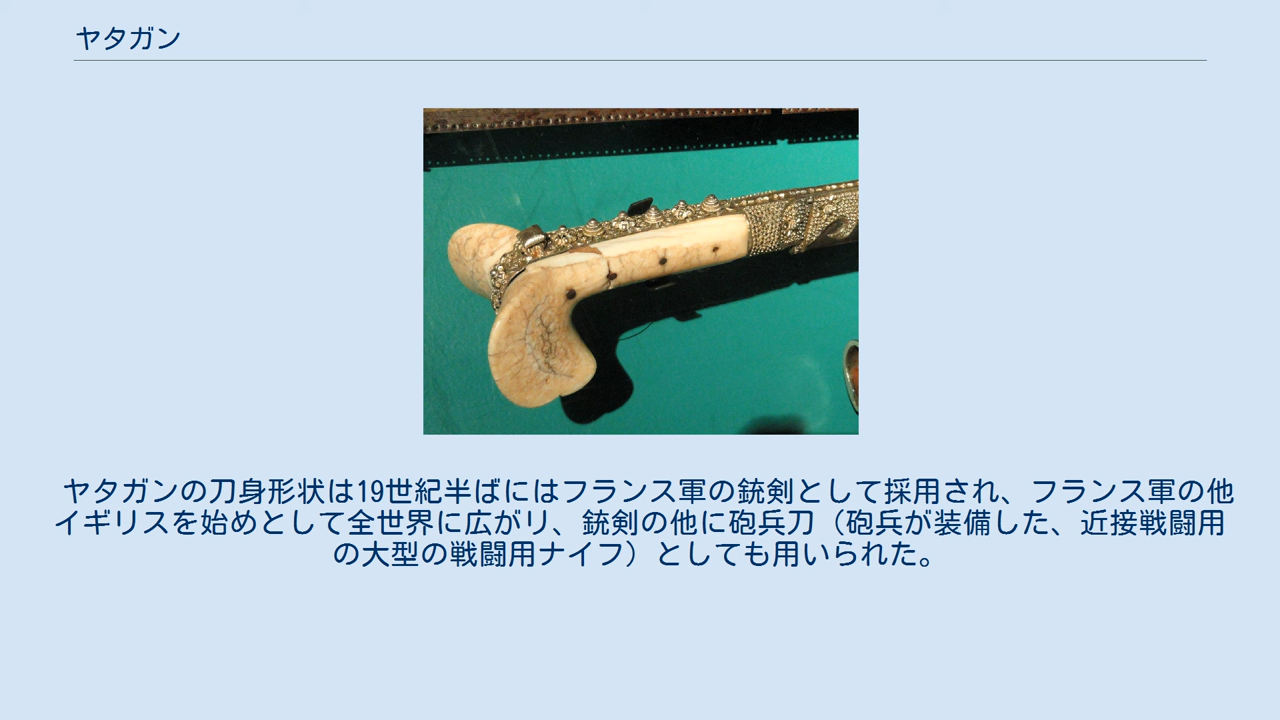 ヤタガン
ヤタガンの刀身形状は19世紀半ばにはフランス軍の銃剣として採用され、フランス軍の他
イギリスを始めとして全世界に広がリ、銃剣の他に砲兵刀（砲兵が装備した、近接戦闘用
の大型の戦闘用ナイフ）としても用いられた。